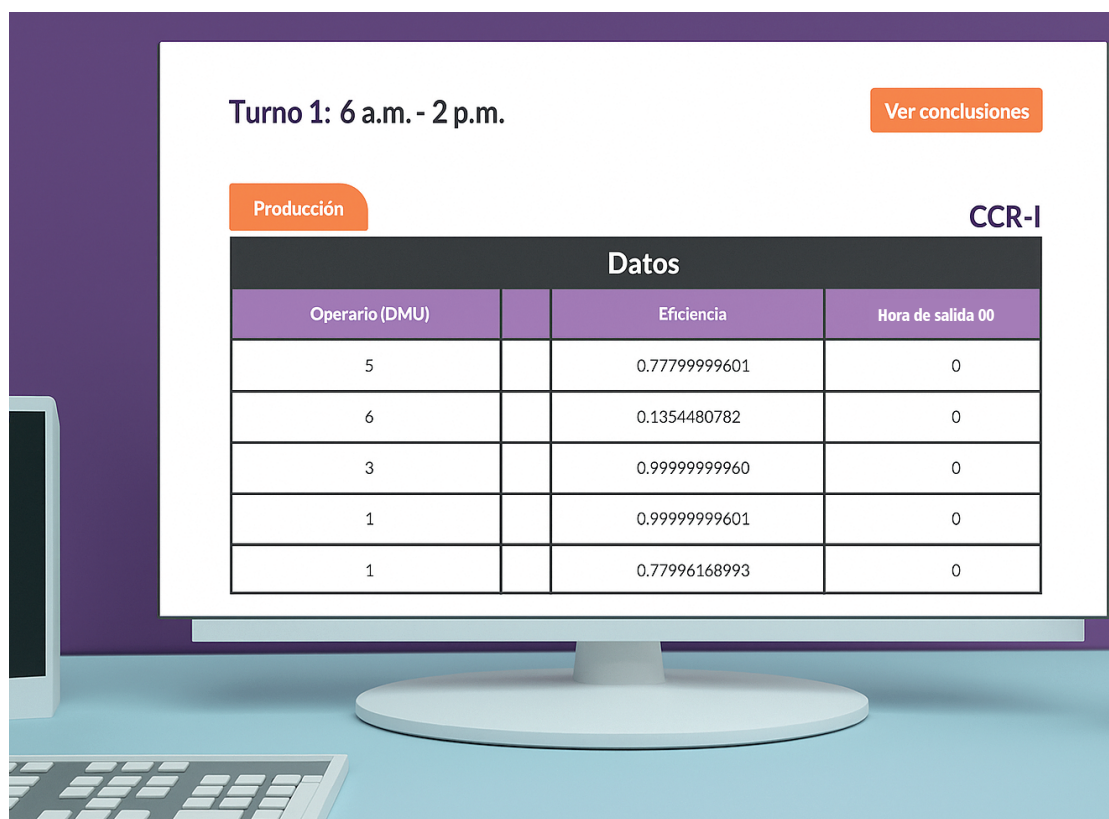 Turno 1: 6 a.m. - 2 p.m.
Ver conclusiones
Producción
CCR-I
Datos
Operario (DMU) Eficiencia Hora de salida 00
5 0.77799999601 0
6 0.1354480782 0
3 0.99999999960 0
1 0.99999999601 0
1 0.77996168993 0